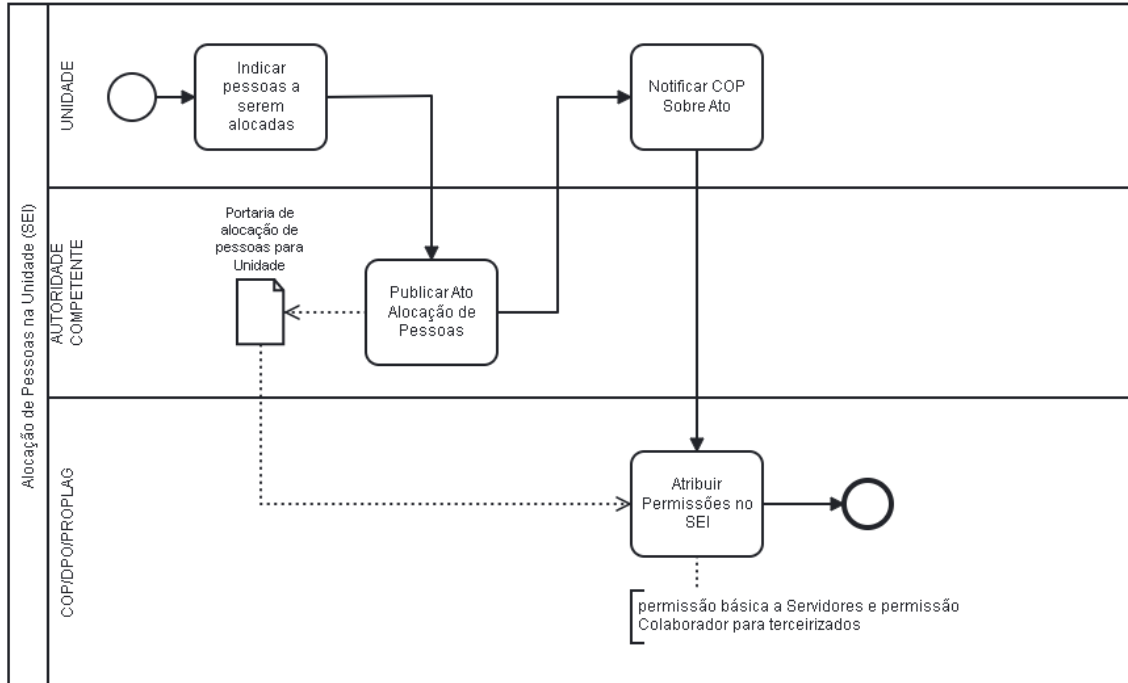 Alocação de Pessoas na Unidade (SEI)
UNIDADE
Indicar
pessoas a
serem
alocadas
Notificar COP
Sobre Ato
AUTORIDADE
COMPETENTE
Portaria de
alocação de
pessoas para
Unidade
Publicar Ato
Alocação de
Pessoas
COP/DPO/PROPLAG
Atribuir
Permissões no
SEI
permissão básica a Servidores e permissão
Colaborador para terceirizados